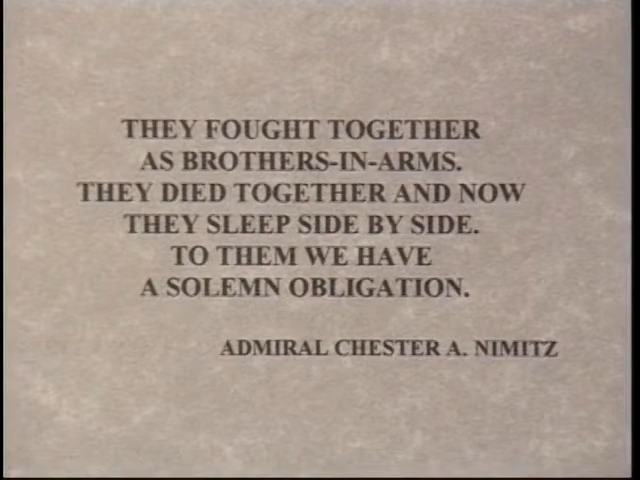 THEY FOUGHT TOGETHER
AS BROTHERS-IN-ARMS.
THEY DIED TOGETHER AND NOW
THEY SLEEP SIDE BY SIDE.
TO THEM WE HAVE
A SOLEMN OBLIGATION.
ADMIRAL CHESTER A. NIMITZ